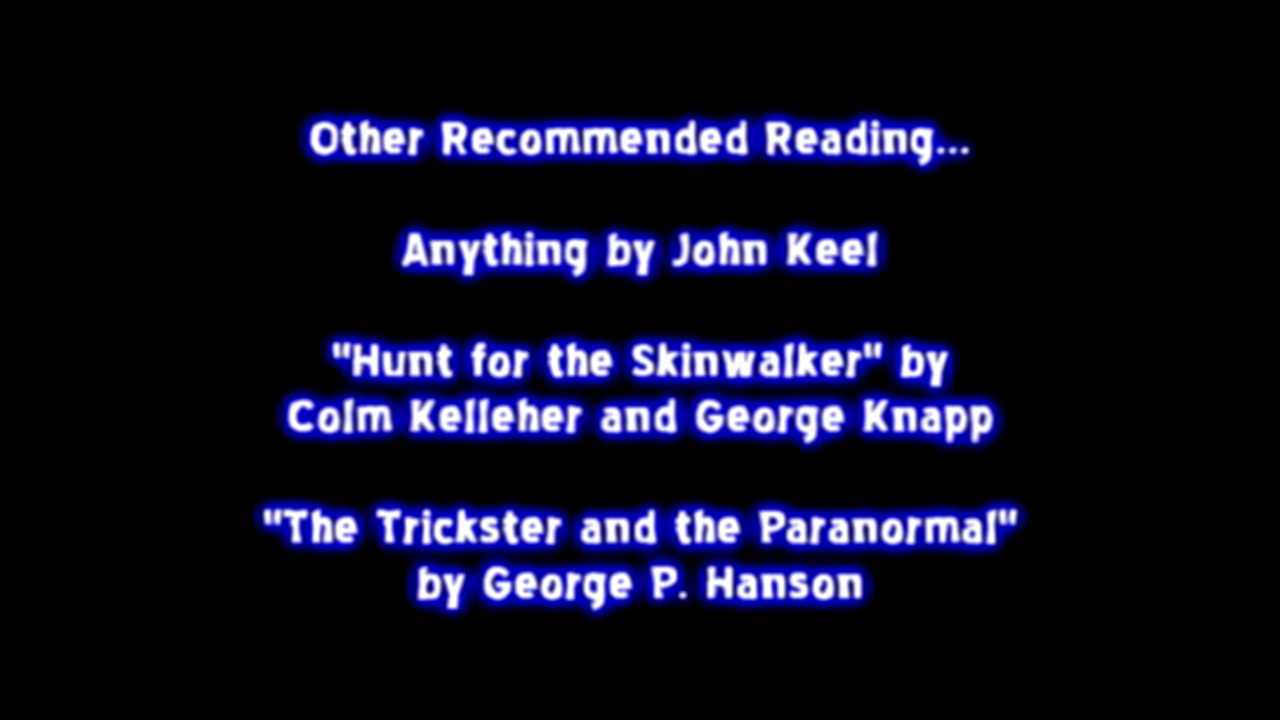 Other Recommended Reading...
Anything by John Keel
"Hunt for the Skinwalker" by
Colm Kelleher and George Knapp
"The Trickster and the Paranormal"
by George P. Hanson